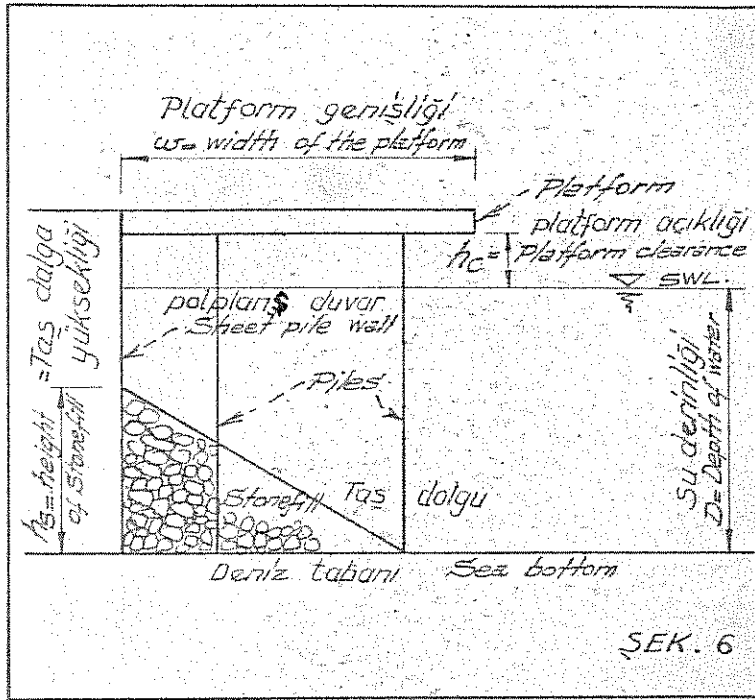 Platform genişliği
w= width of the platform
Platform
platform açıklığı
hc= Platform clearance
SWL.
palplanş duvar
Sheet pile wall
=Taş dalga
yüksekliği
Piles
hs=height
of Stonefill
Stonefill Taş dolgu
Su derinliği
D=Depth of water
Deniz tabanı Sea bottom
ŞEK. 6